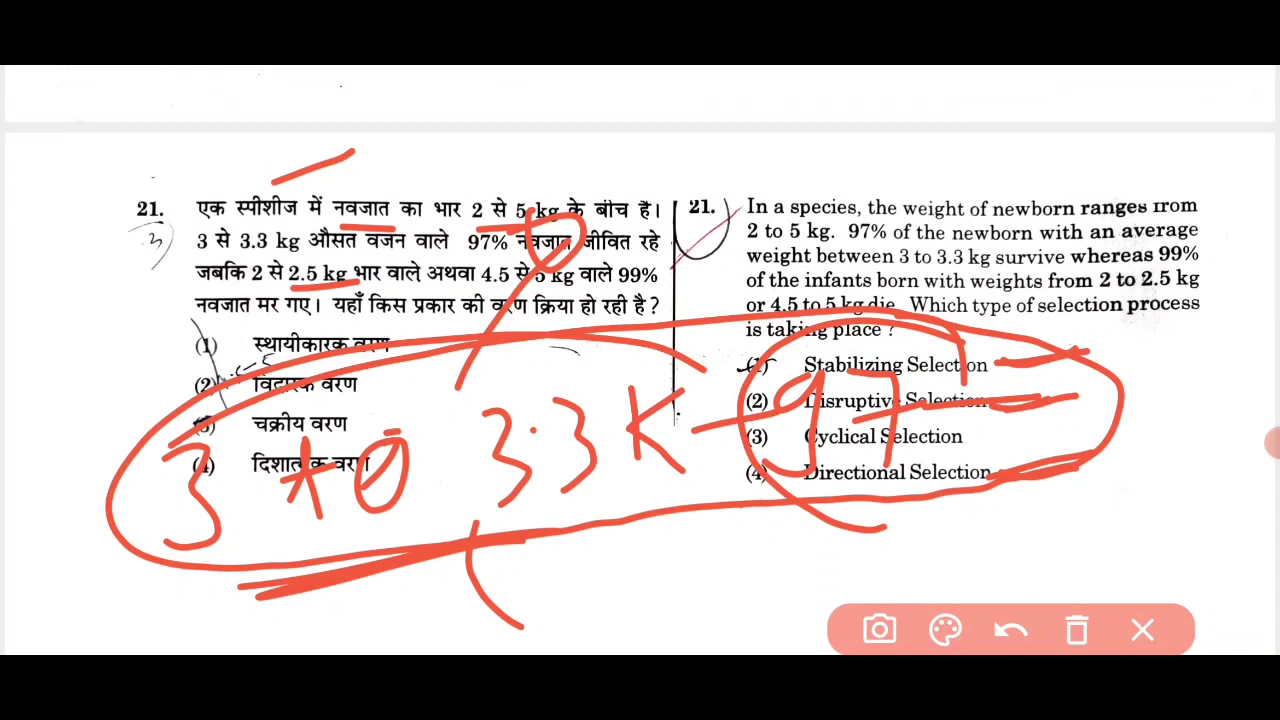 21. एक स्पीशीज में नवजात का भार 2 से 5 kg के बीच है।
3 से 3.3 kg औसत वजन वाले 97% नवजात जीवित रहे
जबकि 2 से 2.5 kg भार वाले अथवा 4.5 से 5 kg वाले 99%
नवजात मर गए। यहाँ किस प्रकार की वरण क्रिया हो रही है ?
(1) स्थायीकारक वरण
(2) विदारक वरण
(3) चक्रीय वरण
(4) दिशात्मक वरण
21. In a species, the weight of newborn ranges from
2 to 5 kg. 97% of the newborn with an average
weight between 3 to 3.3 kg survive whereas 99%
of the infants born with weights from 2 to 2.5 kg
or 4.5 to 5 kg die. Which type of selection process
is taking place ?
(1) Stabilizing Selection
(2) Disruptive Selection
(3) Cyclical Selection
(4) Directional Selection
3 to 3.3 K - 97